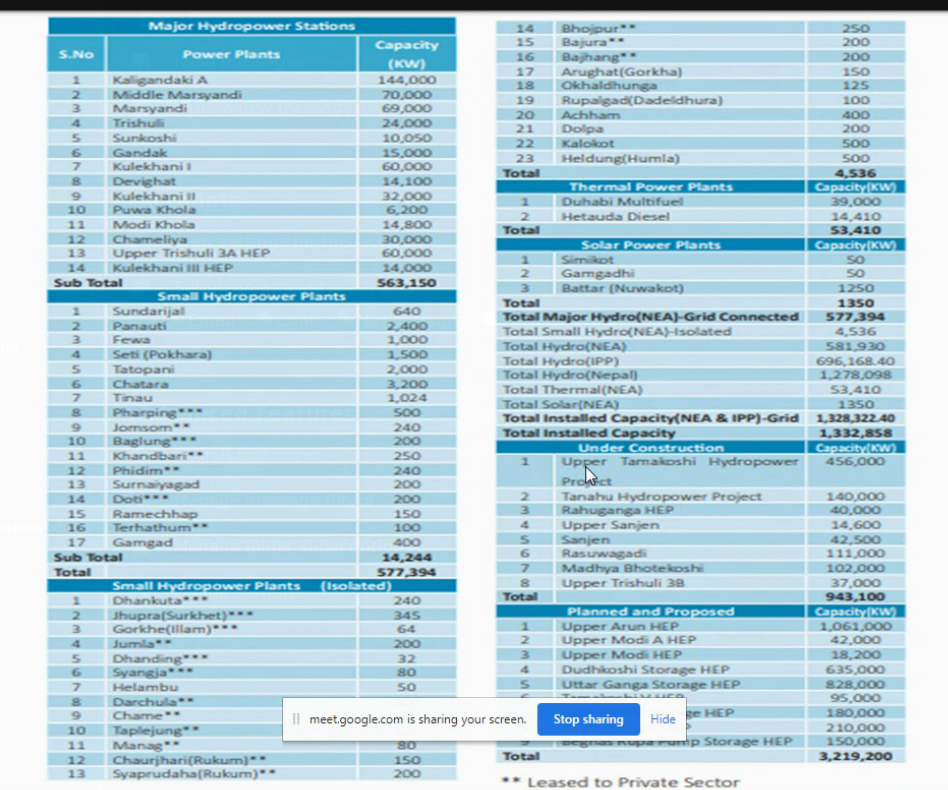 Major Hydropower Stations
S.No Power Plants Capacity (KW)
1 Kaligandaki A 144,000
2 Middle Marsyandi 70,000
3 Marsyandi 69,000
4 Trishuli 24,000
5 Sunkoshi 10,050
6 Gandak 15,000
7 Kulekhani I 60,000
8 Devighat 14,100
9 Kulekhani II 32,000
10 Puwa Khola 6,200
11 Modi Khola 14,800
12 Chameliya 30,000
13 Upper Trishuli 3A HEP 60,000
14 Kulekhani III HEP 14,000
Sub Total 563,150
Small Hydropower Plants
1 Sundarijal 640
2 Panauti 2,400
3 Fewa 1,000
4 Seti (Pokhara) 1,500
5 Tatopani 2,000
6 Chatara 3,200
7 Tinau 1,024
8 Pharping*** 500
9 Jomsom** 240
10 Baglung*** 200
11 Khandbari** 250
12 Phidim** 240
13 Surnaiyagad 200
14 Doti*** 200
15 Ramechhap 150
16 Terhathum** 100
17 Gamgad 400
Sub Total 14,244
Total 577,394
Small Hydropower Plants (Isolated)
1 Dhankuta*** 240
2 Jhupra(Surkhet)*** 345
3 Gorkhe(Illam)*** 64
4 Jumla** 200
5 Dhanding*** 32
6 Syangja*** 80
7 Helambu 50
8 Darchula**
9 Chame**
10 Taplejung**
11 Manag** 80
12 Chaurjhari(Rukum)** 150
13 Syaprudaha(Rukum)** 200
14 Bhojpur** 250
15 Bajura** 200
16 Bajhang** 200
17 Arughat(Gorkha) 150
18 Okhaldhunga 125
19 Rupalgad(Dadeldhura) 100
20 Achham 400
21 Dolpa 200
22 Kalokot 500
23 Heldung(Humla) 500
Total 4,536
Thermal Power Plants Capacity(KW)
1 Duhabi Multifuel 39,000
2 Hetauda Diesel 14,410
Total 53,410
Solar Power Plants Capacity(KW)
1 Simikot 50
2 Gamgadhi 50
3 Battar (Nuwakot) 1250
Total 1350
Total Major Hydro(NEA)-Grid Connected 577,394
Total Small Hydro(NEA)-Isolated 4,536
Total Hydro(NEA) 581,930
Total Hydro(IPP) 696,168.40
Total Hydro(Nepal) 1,278,098
Total Thermal(NEA) 53,410
Total Solar(NEA) 1350
Total Installed Capacity(NEA & IPP)-Grid 1,328,322.40
Total Installed Capacity 1,332,858
Under Construction Capacity(KW)
1 Upper Tamakoshi Hydropower 456,000
Project
2 Tanahu Hydropower Project 140,000
3 Rahuganga HEP 40,000
4 Upper Sanjen 14,600
5 Sanjen 42,500
6 Rasuwagadi 111,000
7 Madhya Bhotekoshi 102,000
8 Upper Trishuli 3B 37,000
Total 943,100
Planned and Proposed Capacity(KW)
1 Upper Arun HEP 1,061,000
2 Upper Modi A HEP 42,000
3 Upper Modi HEP 18,200
4 Dudhkoshi Storage HEP 635,000
5 Uttar Ganga Storage HEP 828,000
95,000
HEP 180,000
210,000
9 Begnas Rupa Pump Storage HEP 150,000
Total 3,219,200
** Leased to Private Sector
meet.google.com is sharing your screen. Stop sharing Hide